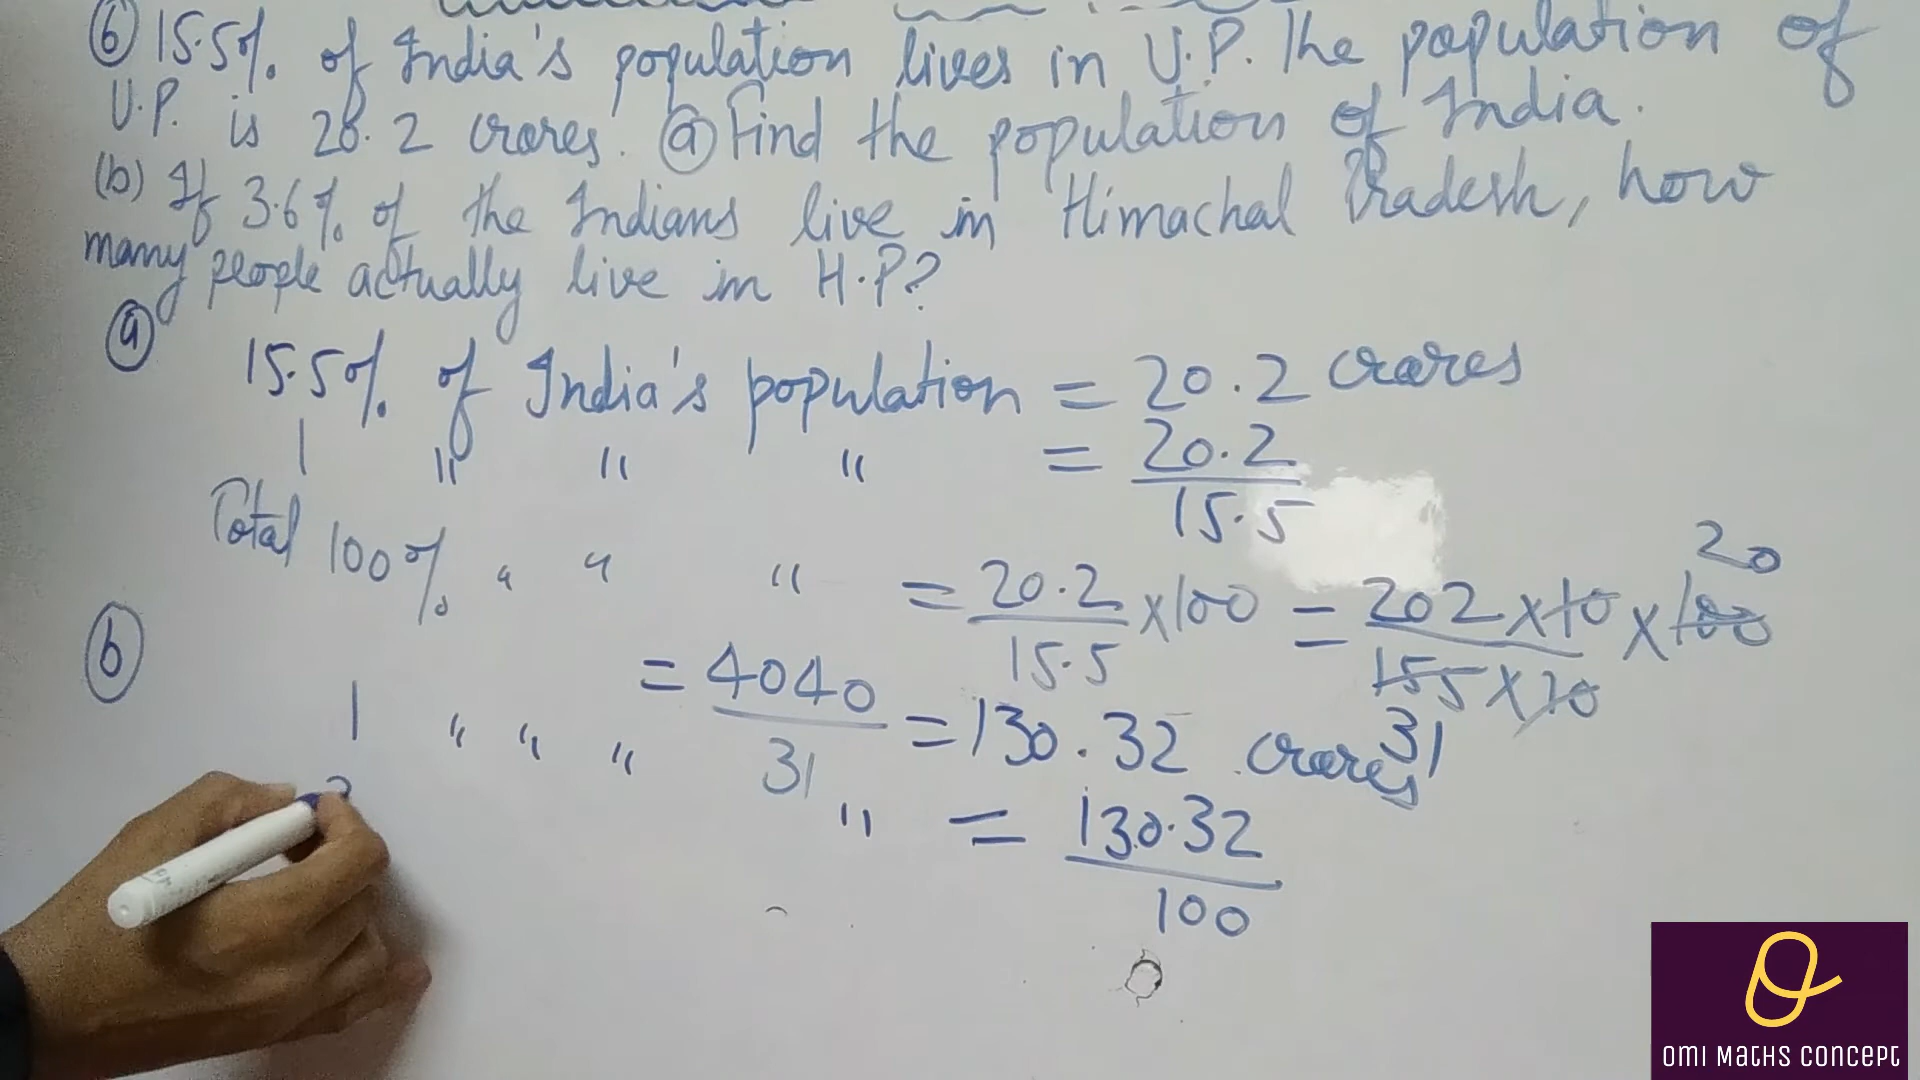 ⑥ 15.5% of India's population lives in U.P. The population of
U.P. is 20.2 crores. ⓐ Find the population of India.
(b) If 3.6% of the Indians live in Himachal Pradesh, how
many people actually live in H.P?
ⓐ
15.5% of India's population = 20.2 crores
1 " " " = 20.2 / 15.5
Total 100% " " " = 20.2 / 15.5 × 100 = 202 × 10 / 155 × 10 × 100 20
= 4040 / 31 = 130.32 crores 31
ⓑ
1 " " " " = 130.32 / 100
OMI MATHS CONCEPT